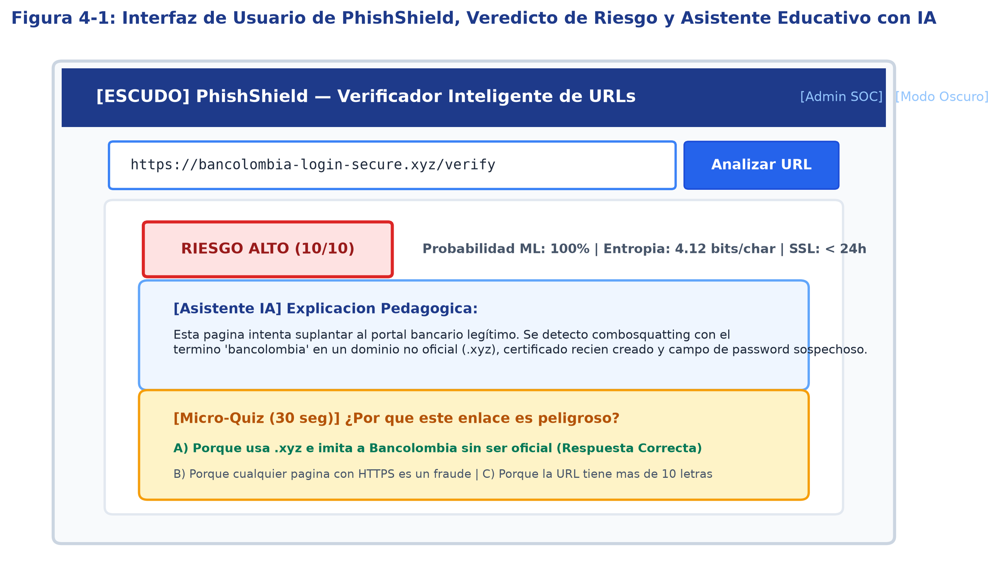 Figura 4-1: Interfaz de Usuario de PhishShield, Veredicto de Riesgo y Asistente Educativo con IA
[ESCUDO] PhishShield — Verificador Inteligente de URLs
[Admin SOC] [Modo Oscuro]
https://bancolombia-login-secure.xyz/verify
Analizar URL
RIESGO ALTO (10/10)
Probabilidad ML: 100% | Entropia: 4.12 bits/char | SSL: < 24h
[Asistente IA] Explicacion Pedagogica:
Esta pagina intenta suplantar al portal bancario legítimo. Se detecto combosquatting con el
termino 'bancolombia' en un dominio no oficial (.xyz), certificado recien creado y campo de password sospechoso.
[Micro-Quiz (30 seg)] ¿Por que este enlace es peligroso?
A) Porque usa .xyz e imita a Bancolombia sin ser oficial (Respuesta Correcta)
B) Porque cualquier pagina con HTTPS es un fraude | C) Porque la URL tiene mas de 10 letras